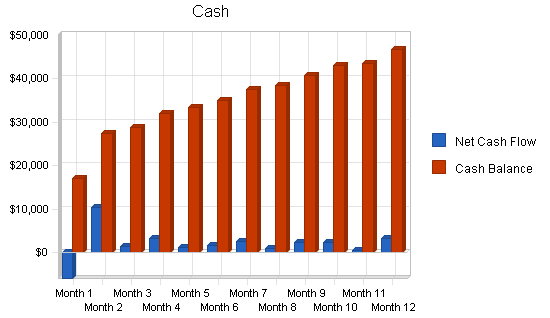 Cash
$50,000
$40,000
$30,000
$20,000
$10,000
$0
Net Cash Flow
Cash Balance
Month 1
Month 2
Month 3
Month 4
Month 5
Month 6
Month 7
Month 8
Month 9
Month 10
Month 11
Month 12